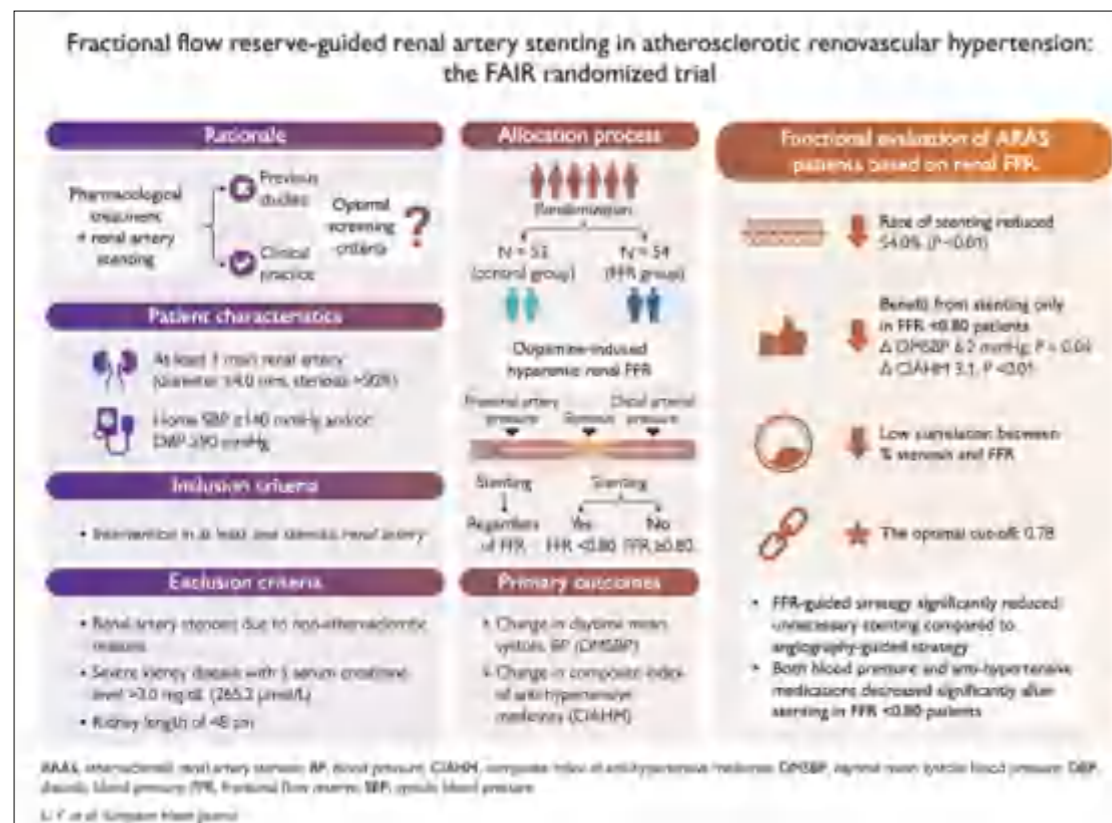 Fractional flow reserve-guided renal artery stenting in atherosclerotic renovascular hypertension:
the FAIR randomized trial
Rationale
Pharmacological
treatment
+ renal artery
stenting
Previous
studies
Clinical
practice
Optimal
screening
criteria
?
Patient characteristics
At least 1 main renal artery
(diameter ≥4.0 mm, stenosis >50%)
Home SBP ≥140 mmHg and/or
DBP ≥90 mmHg
Inclusion criteria
• Intervention in at least one stenotic renal artery
Exclusion criteria
• Renal artery stenoses due to non-atherosclerotic
reasons
• Severe kidney disease with serum creatinine
level >3.0 mg/dL (265.2 μmol/L)
• Kidney length of <8 cm
Allocation process
Randomization
N = 53
(control group)
N = 54
(FFR group)
Dopamine-induced
hyperemic renal FFR
Proximal artery
pressure
Stenosis
Distal arterial
pressure
Stenting
Regardless
of FFR
Stenting
Yes
FFR <0.80
No
FFR ≥0.80
Primary outcomes
Change in daytime mean
systolic BP (DMSBP)
Change in composite index
of anti-hypertensive
medicines (CIAHM)
Functional evaluation of ARAS
patients based on renal FFR
Rate of stenting reduced
54.0% (P <0.01)
Benefit from stenting only
in FFR <0.80 patients
Δ DMSBP 6.2 mmHg, P = 0.04
Δ CIAHM 3.1, P <0.01
Low correlation between
% stenosis and FFR
The optimal cut-off: 0.78
• FFR-guided strategy significantly reduced
unnecessary stenting compared to
angiography-guided strategy
• Both blood pressure and anti-hypertensive
medications decreased significantly after
stenting in FFR <0.80 patients
ARAS, atherosclerotic renal artery stenosis; BP, blood pressure; CIAHM, composite index of anti-hypertensive medicines; DMSBP, daytime mean systolic blood pressure; DBP,
diastolic blood pressure; FFR, fractional flow reserve; SBP, systolic blood pressure
et al. European Heart Journal